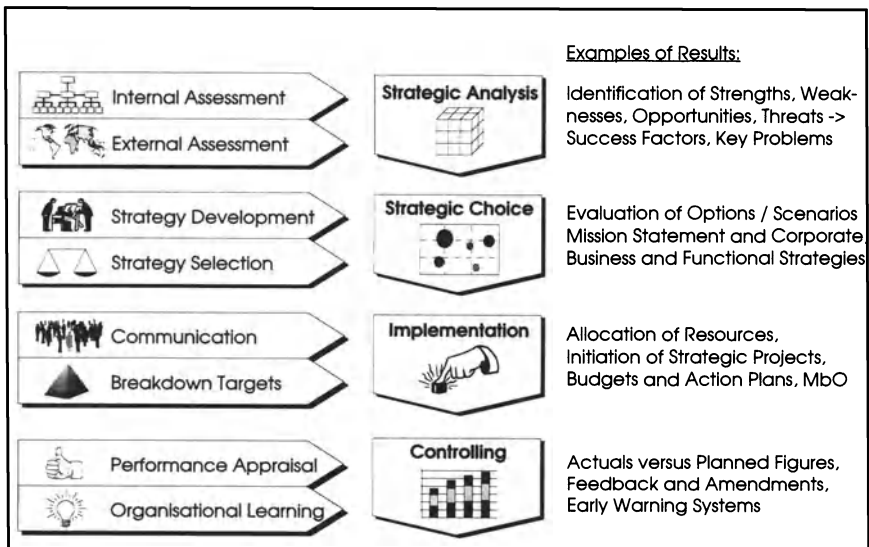 Examples of Results:
Internal Assessment
External Assessment
Strategic Analysis
Identification of Strengths, Weak-
nesses, Opportunities, Threats ->
Success Factors, Key Problems
Strategy Development
Strategy Selection
Strategic Choice
Evaluation of Options / Scenarios
Mission Statement and Corporate,
Business and Functional Strategies
Communication
Breakdown Targets
Implementation
Allocation of Resources,
Initiation of Strategic Projects,
Budgets and Action Plans, MbO
Performance Appraisal
Organisational Learning
Controlling
Actuals versus Planned Figures,
Feedback and Amendments,
Early Warning Systems